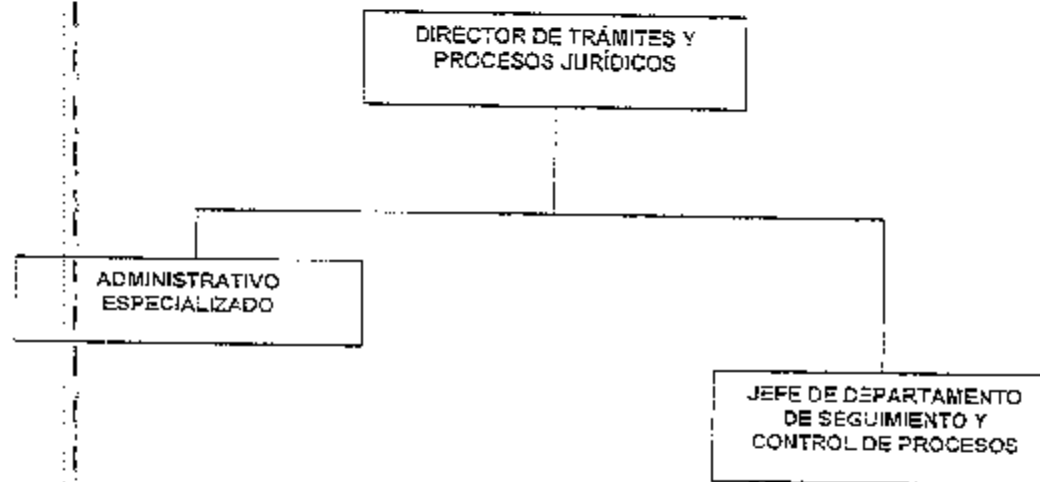 DIRECTOR DE TRÁMITES Y
PROCESOS JURÍDICOS
ADMINISTRATIVO
ESPECIALIZADO
JEFE DE DEPARTAMENTO
DE SEGUIMIENTO Y
CONTROL DE PROCESOS